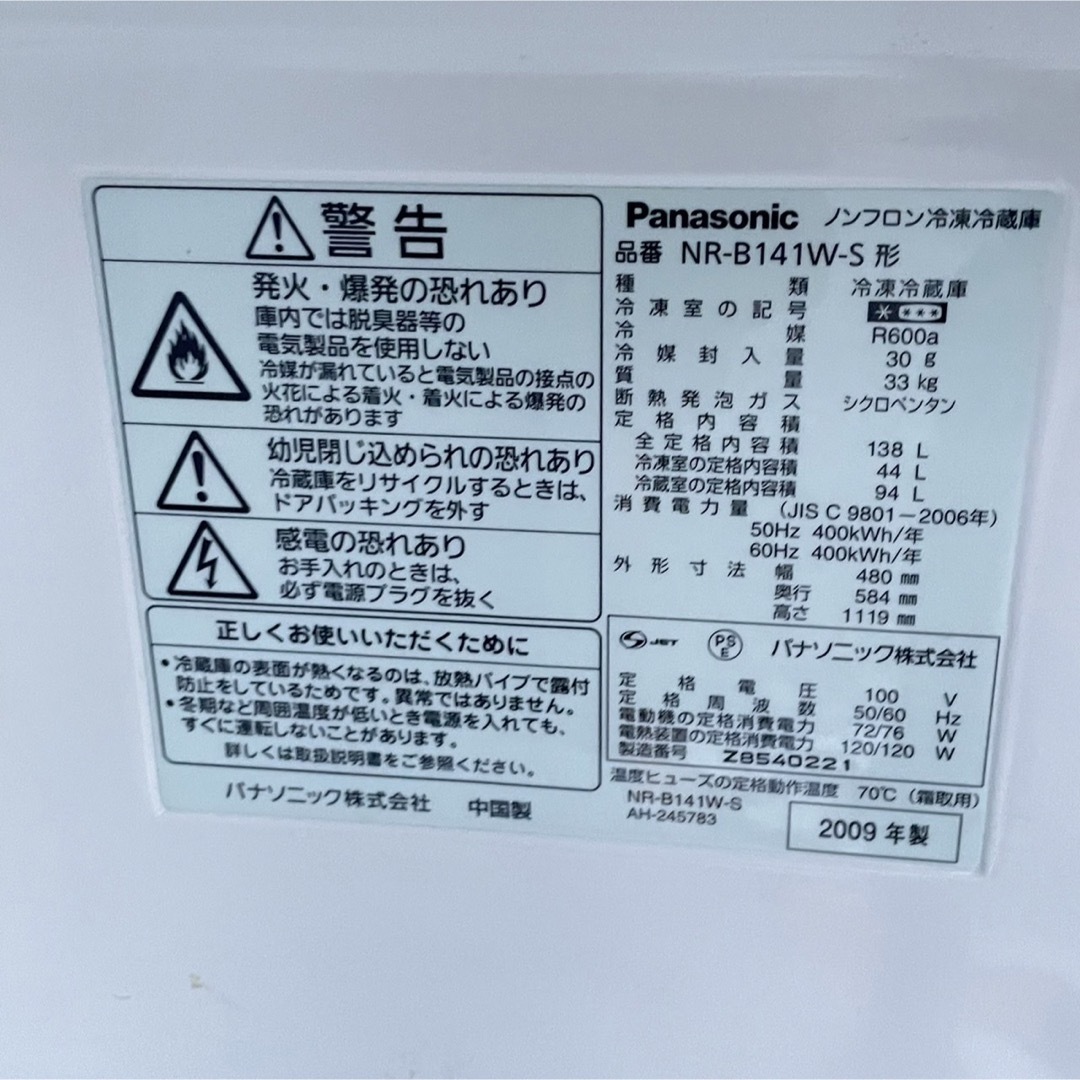 警告
発火・爆発の恐れあり
庫内では脱臭器等の
電気製品を使用しない
冷媒が漏れていると電気製品の接点の
火花による着火・着火による爆発の
恐れがあります
幼児閉じ込められの恐れあり
冷蔵庫をリサイクルするときは、
ドアパッキングを外す
感電の恐れあり
お手入れのときは、
必ず電源プラグを抜く
正しくお使いいただくために
•冷蔵庫の表面が熱くなるのは、放熱パイプで露付
防止をしているためです。異常ではありません。
•冬期など周囲温度が低いとき電源を入れても、
すぐに運転しないことがあります。
詳しくは取扱説明書をご参照ください。
パナソニック株式会社 中国製
Panasonic ノンフロン冷凍冷蔵庫
品番 NR-B141W-S 形
種類 冷凍冷蔵庫
冷凍室の記号 * ***
冷媒 R600a
冷媒封入量 30 g
質量 33 kg
断熱発泡ガス シクロペンタン
定格内容積
全定格内容積 138 L
冷凍室の定格内容積 44 L
冷蔵室の定格内容積 94 L
消費電力量 (JIS C 9801-2006年)
50Hz 400kWh/年
60Hz 400kWh/年
外形寸法 幅 480 mm
奥行 584 mm
高さ 1119 mm
S JET PS E パナソニック株式会社
定格電圧 100 V
定格周波数 50/60 Hz
電動機の定格消費電力 72/76 W
電熱装置の定格消費電力 120/120 W
製造番号 Z8540221
温度ヒューズの定格動作温度 70℃(霜取用)
NR-B141W-S
AH-245783
2009年製